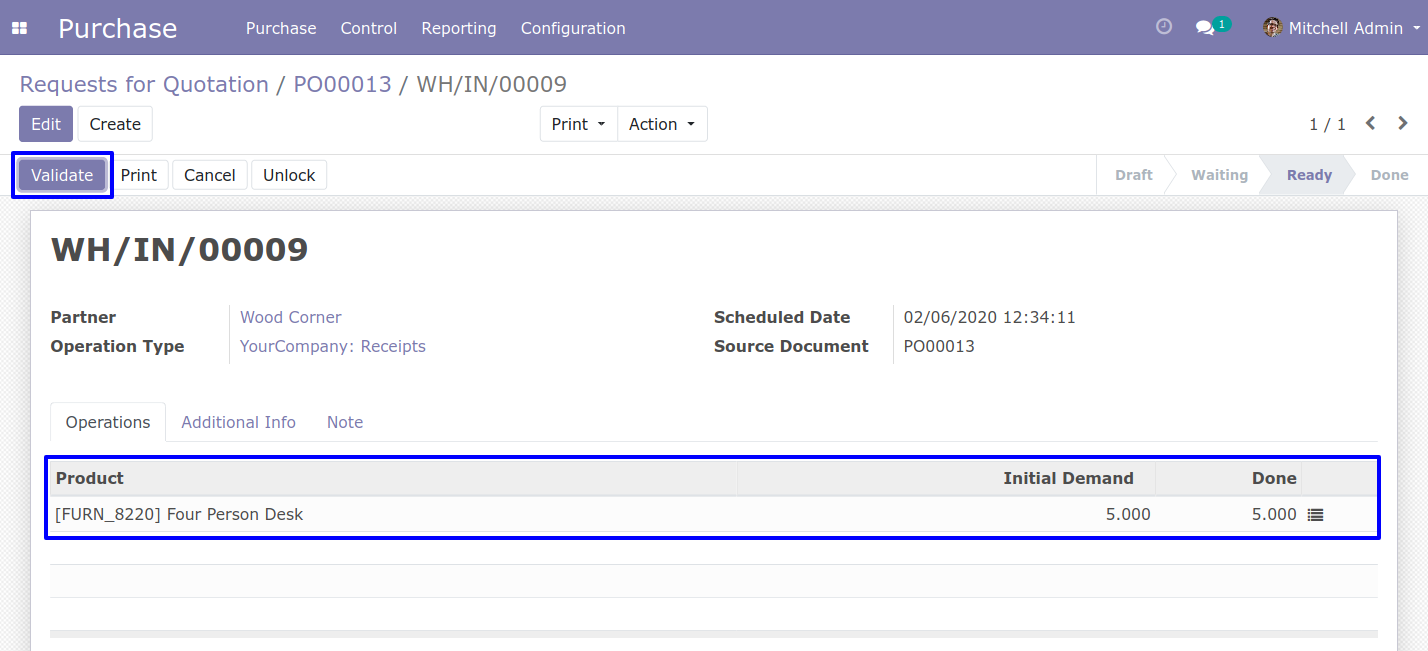 Purchase Purchase Control Reporting Configuration 1 Mitchell Admin
Requests for Quotation / PO00013 / WH/IN/00009
Edit Create Print Action 1 / 1
Validate Print Cancel Unlock Draft Waiting Ready Done
WH/IN/00009
Partner Wood Corner Scheduled Date 02/06/2020 12:34:11
Operation Type YourCompany: Receipts Source Document PO00013
Operations Additional Info Note
Product Initial Demand Done
[FURN_8220] Four Person Desk 5.000 5.000